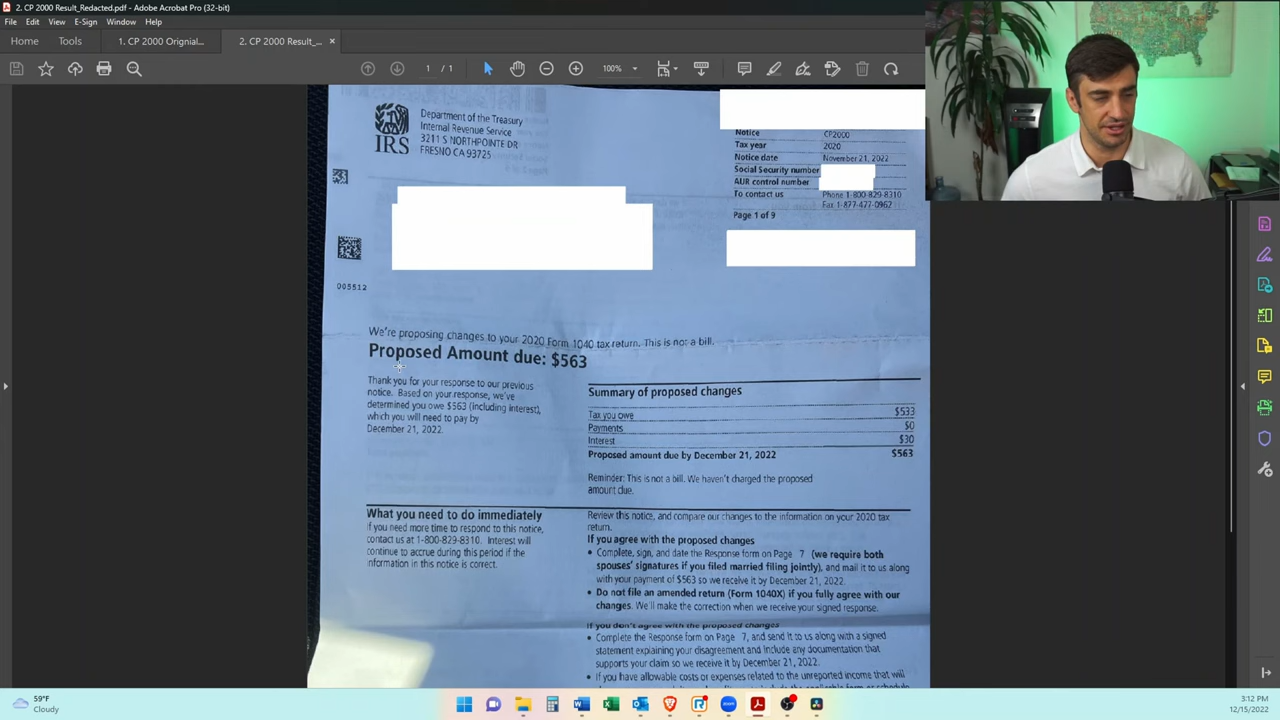 2. CP 2000 Result_Redacted.pdf - Adobe Acrobat Pro (32-bit)
File Edit View E-Sign Window Help
Home Tools 1. CP 2000 Orignial... 2. CP 2000 Result_... ×
1 / 1 100%
Department of the Treasury
Internal Revenue Service
3211 S NORTHPOINTE DR
FRESNO CA 93725
IRS
Notice CP2000
Tax year 2020
Notice date November 21, 2022
Social Security number
AUR control number
To contact us Phone 1-800-829-8310
Fax 1-877-477-0962
Page 1 of 9
005512
We're proposing changes to your 2020 Form 1040 tax return. This is not a bill.
Proposed Amount due: $563
Thank you for your response to our previous
notice. Based on your response, we've
determined you owe $563 (including interest),
which you will need to pay by
December 21, 2022.
Summary of proposed changes
Tax you owe $533
Payments $0
Interest $30
Proposed amount due by December 21, 2022 $563
Reminder: This is not a bill. We haven't charged the proposed
amount due.
What you need to do immediately
If you need more time to respond to this notice,
contact us at 1-800-829-8310. Interest will
continue to accrue during this period if the
information in this notice is correct.
Review this notice, and compare our changes to the information on your 2020 tax
return.
If you agree with the proposed changes
• Complete, sign, and date the Response form on Page 7 (we require both
spouses' signatures if you filed married filing jointly), and mail it to us along
with your payment of $563 so we receive it by December 21, 2022.
• Do not file an amended return (Form 1040X) if you fully agree with our
changes. We'll make the correction when we receive your signed response.
If you don't agree with the proposed changes
• Complete the Response form on Page 7, and send it to us along with a signed
statement explaining your disagreement and include any documentation that
supports your claim so we receive it by December 21, 2022.
• If you have allowable costs or expenses related to the unreported income that will
59°F
Cloudy
3:12 PM
12/15/2022